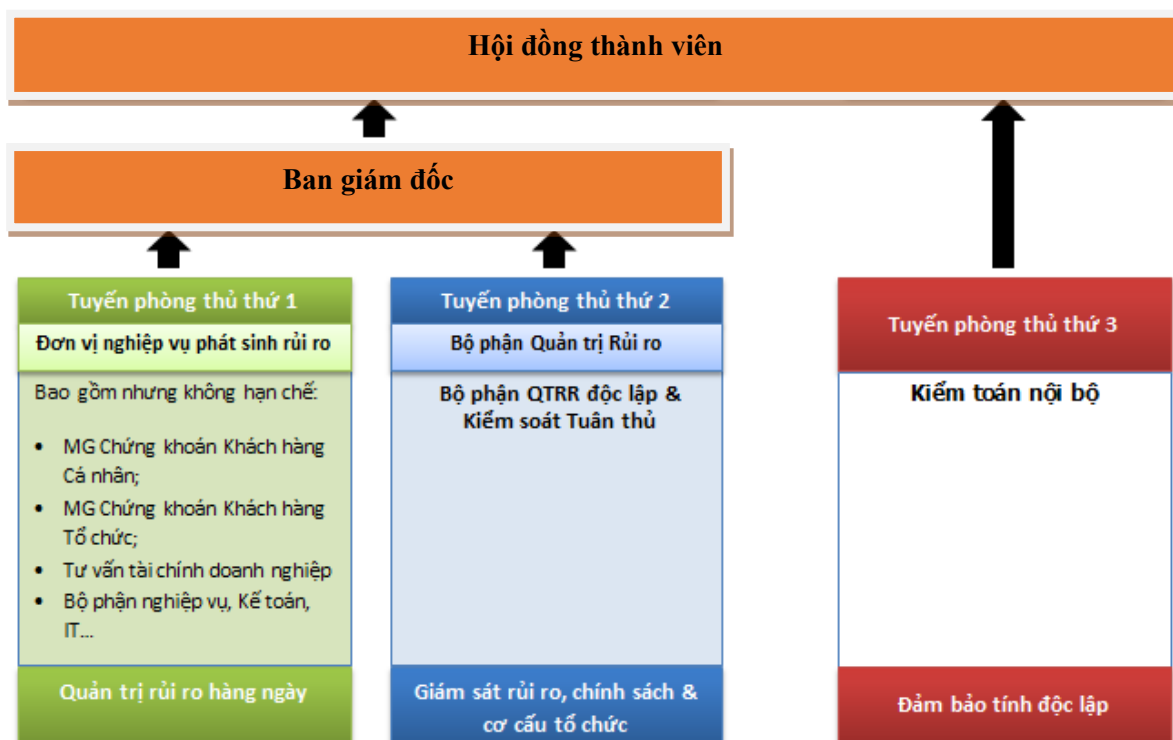 Hội đồng thành viên
Ban giám đốc
Tuyến phòng thủ thứ 1
Đơn vị nghiệp vụ phát sinh rủi ro
Bao gồm nhưng không hạn chế:
• MG Chứng khoán Khách hàng
Cá nhân;
• MG Chứng khoán Khách hàng
Tổ chức;
• Tư vấn tài chính doanh nghiệp
• Bộ phận nghiệp vụ, Kế toán,
IT...
Quản trị rủi ro hàng ngày
Tuyến phòng thủ thứ 2
Bộ phận Quản trị Rủi ro
Bộ phận QTRR độc lập &
Kiểm soát Tuân thủ
Giám sát rủi ro, chính sách &
cơ cấu tổ chức
Tuyến phòng thủ thứ 3
Kiểm toán nội bộ
Đảm bảo tính độc lập